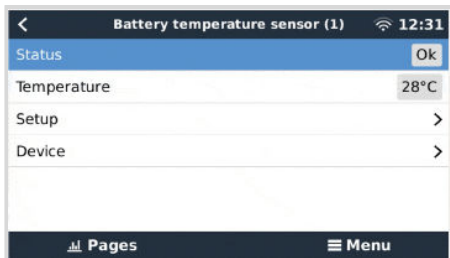 Battery temperature sensor (1) 12:31
Status Ok
Temperature 28°C
Setup
Device
Pages Menu